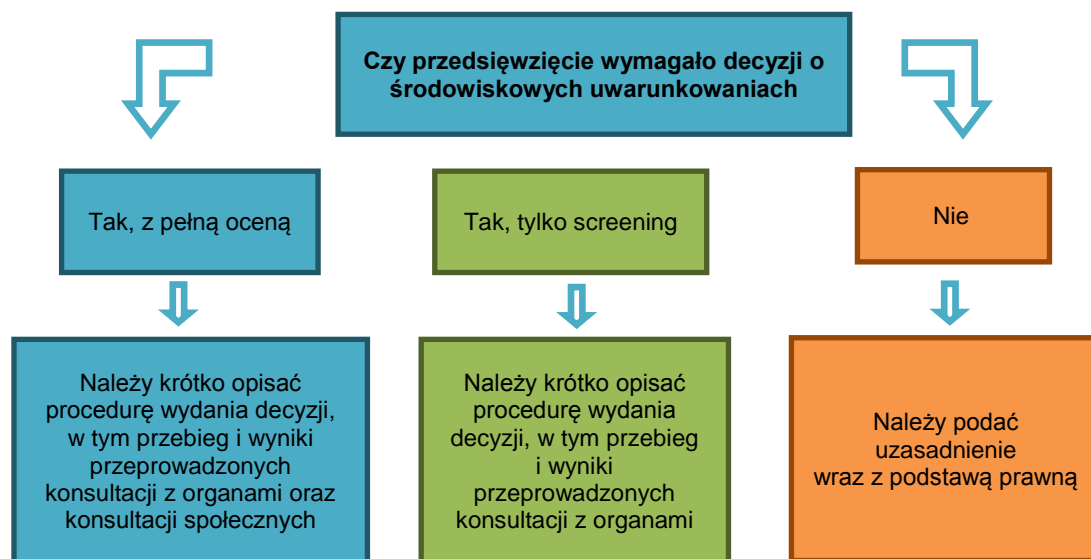 Czy przedsięwzięcie wymagało decyzji o
środowiskowych uwarunkowaniach
Tak, z pełną oceną
Tak, tylko screening
Nie
Należy krótko opisać
procedurę wydania decyzji,
w tym przebieg i wyniki
przeprowadzonych
konsultacji z organami oraz
konsultacji społecznych
Należy krótko opisać
procedurę wydania
decyzji, w tym przebieg
i wyniki
przeprowadzonych
konsultacji z organami
Należy podać
uzasadnienie
wraz z podstawą prawną